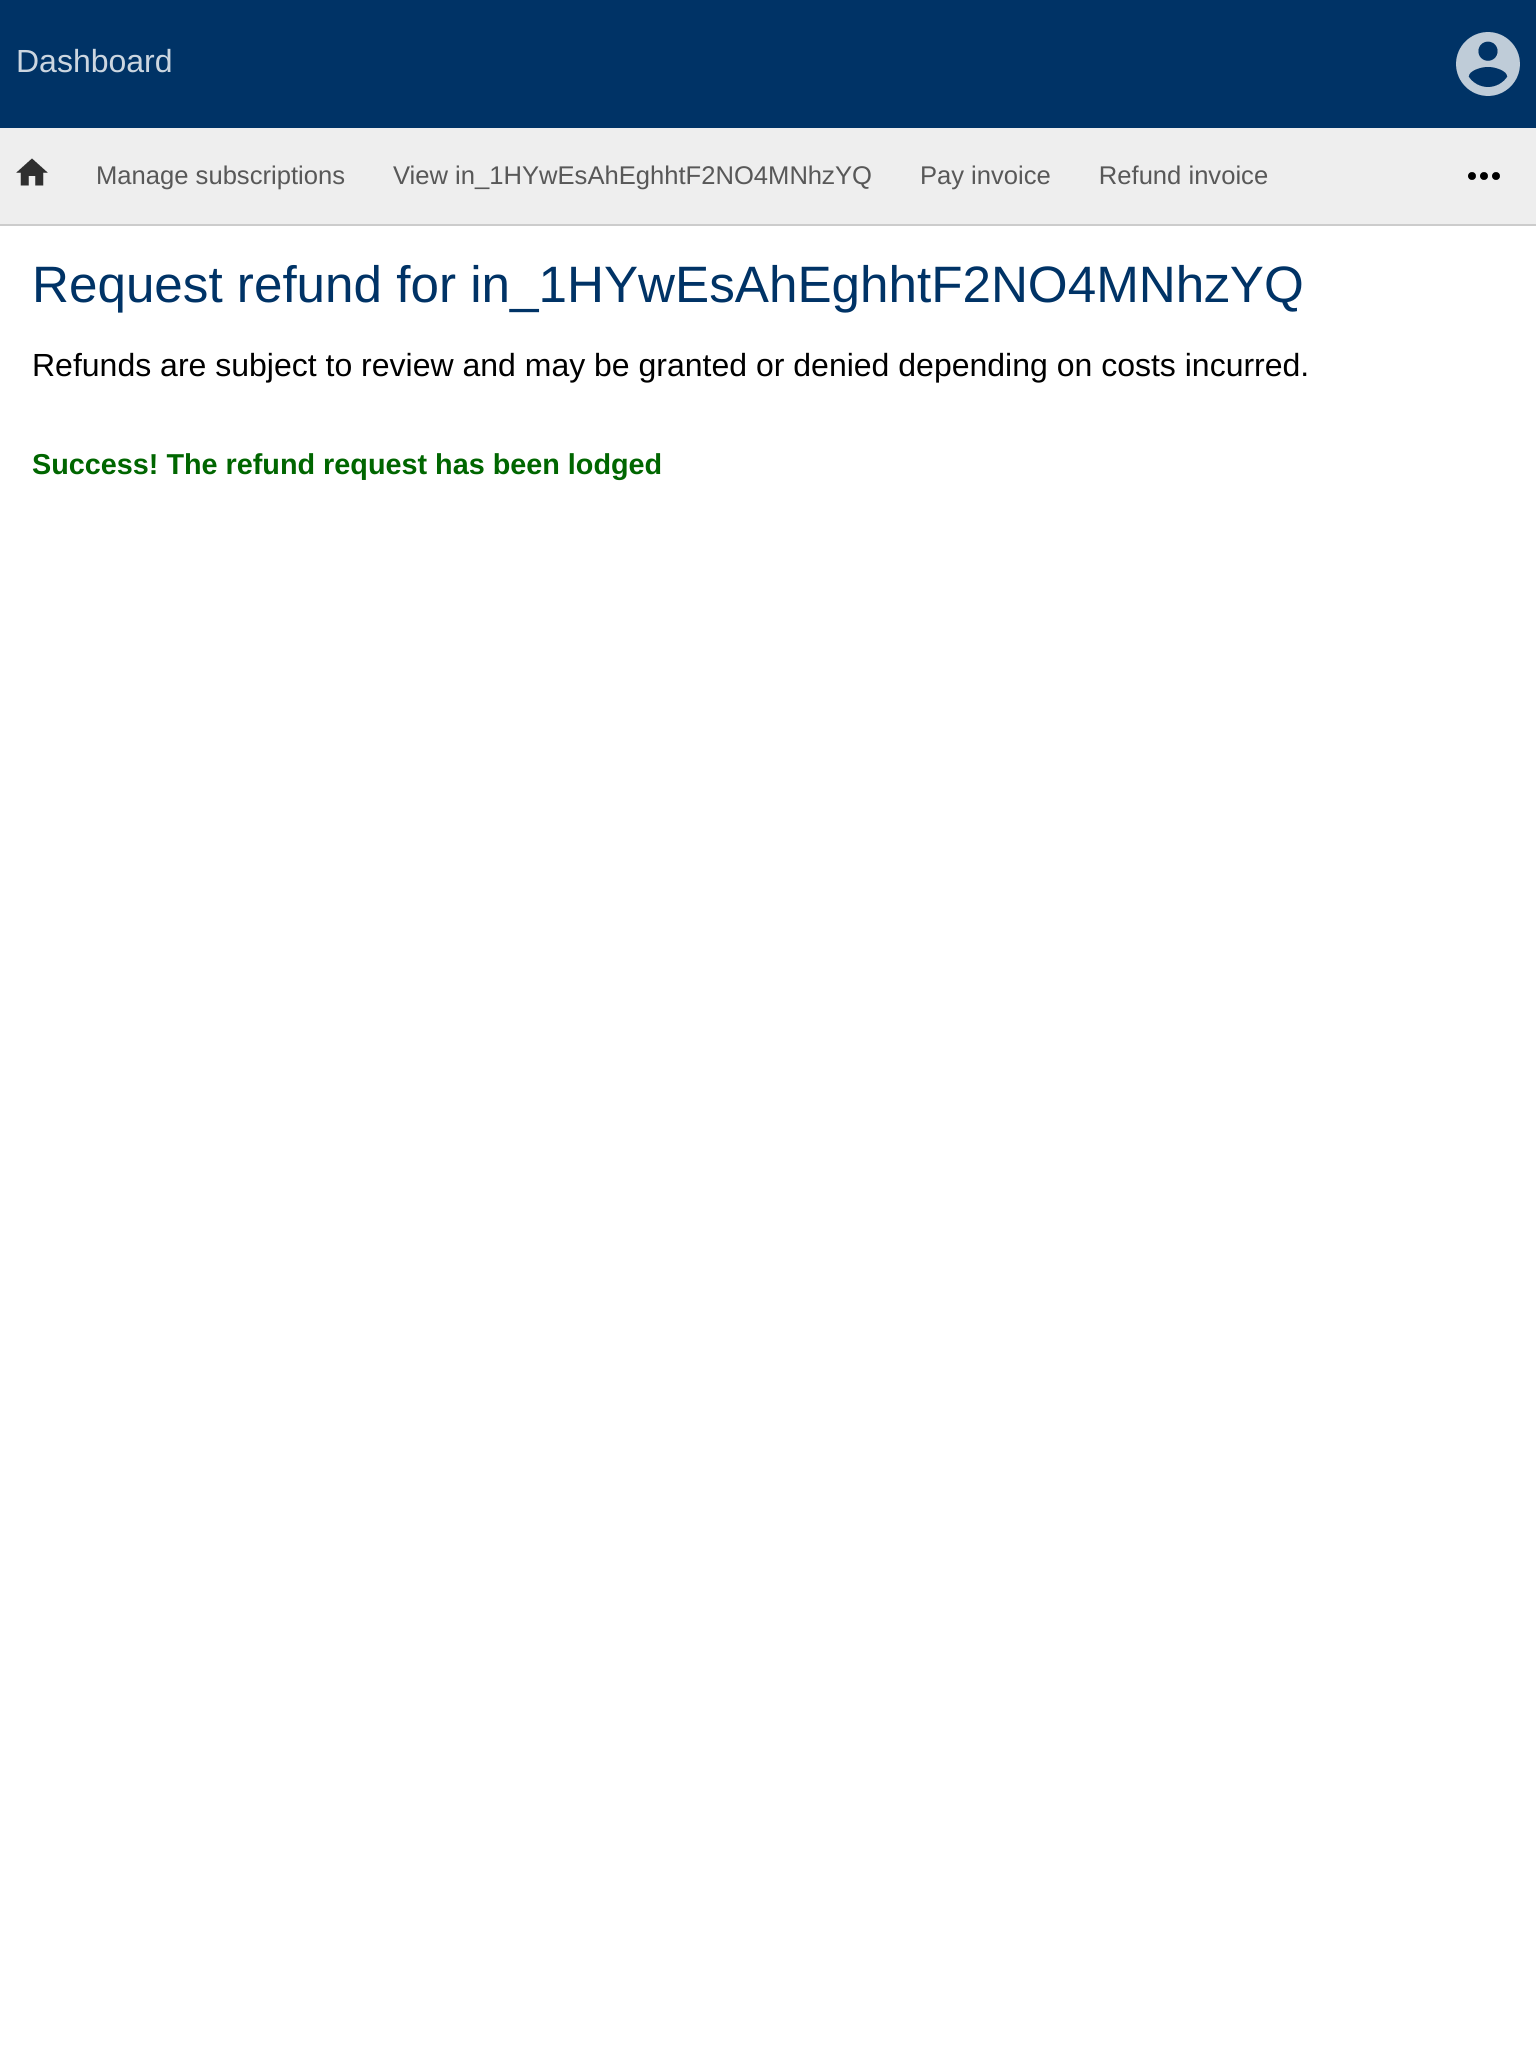 Dashboard
Manage subscriptions View in_1HYwEsAhEghhtF2NO4MNhzYQ Pay invoice Refund invoice
Request refund for in_1HYwEsAhEghhtF2NO4MNhzYQ
Refunds are subject to review and may be granted or denied depending on costs incurred.
Success! The refund request has been lodged